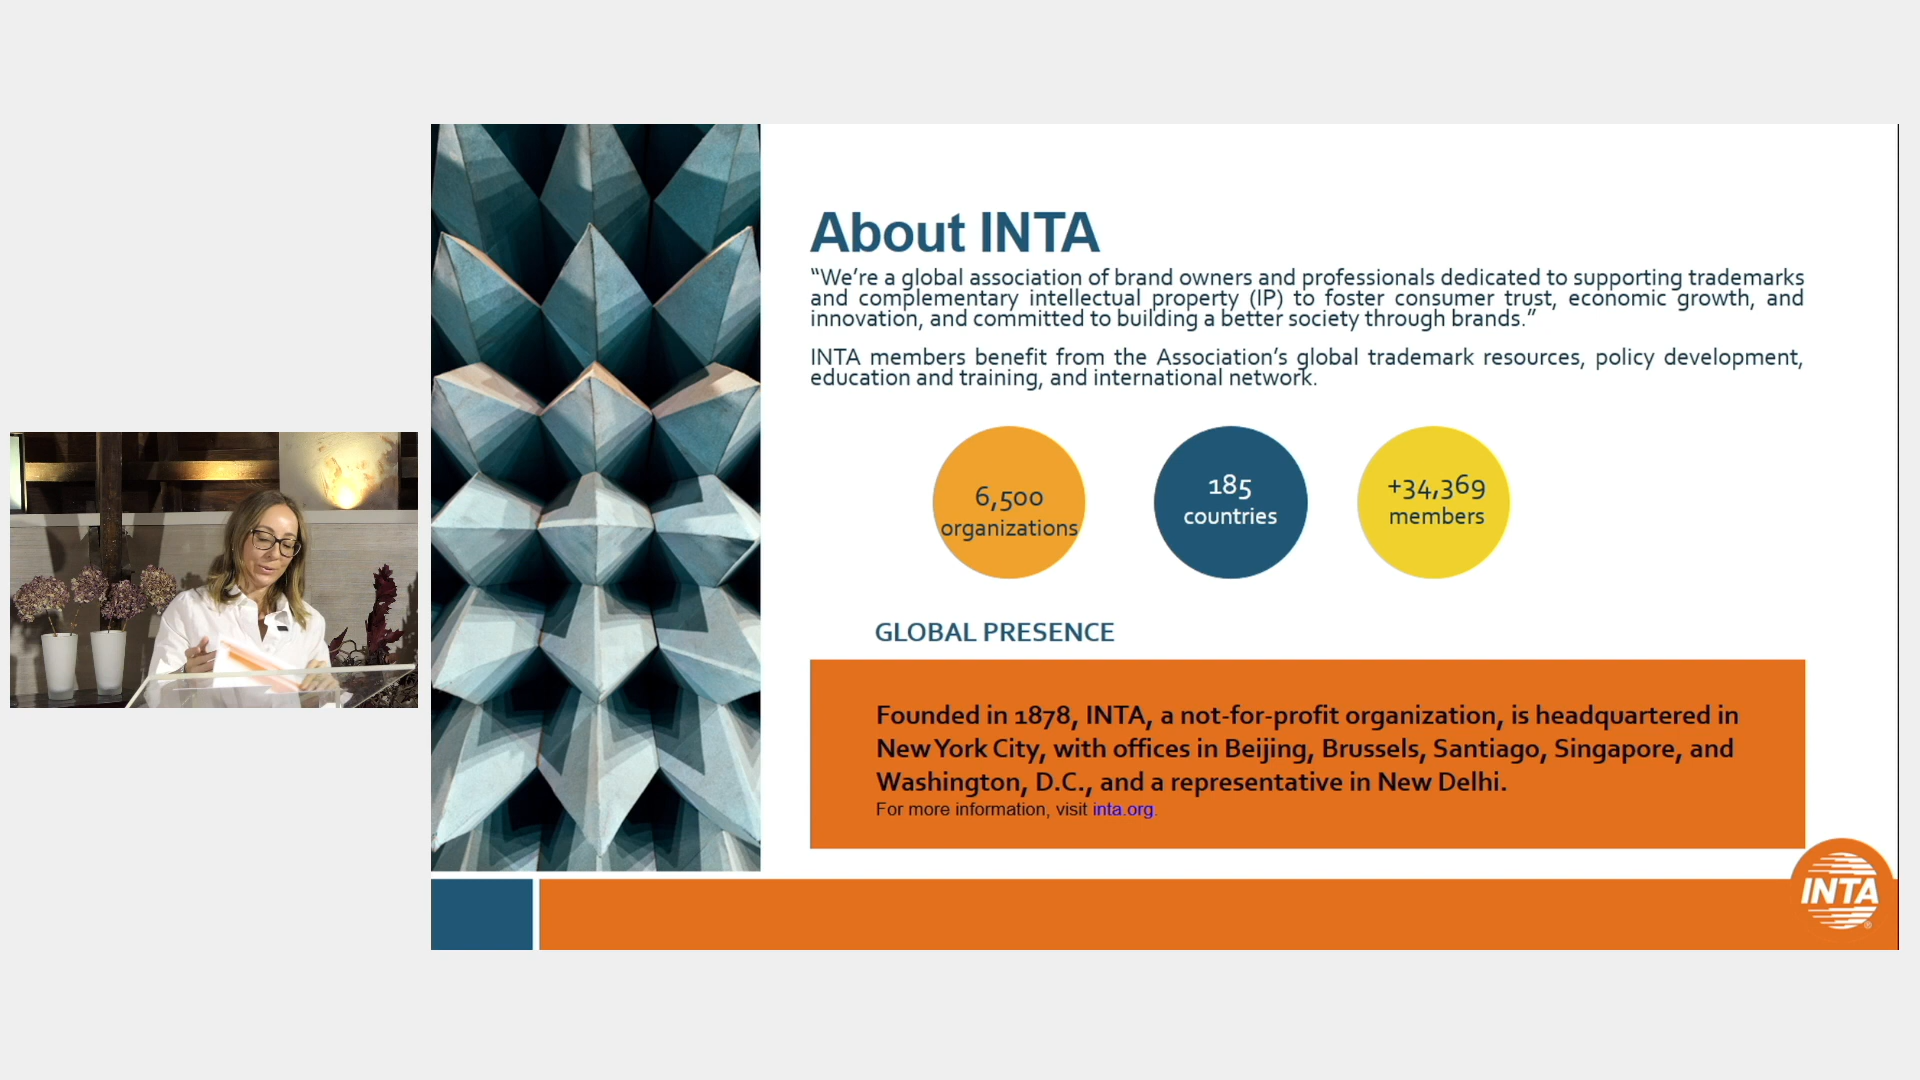 About INTA
“We’re a global association of brand owners and professionals dedicated to supporting trademarks
and complementary intellectual property (IP) to foster consumer trust, economic growth, and
innovation, and committed to building a better society through brands.”
INTA members benefit from the Association’s global trademark resources, policy development,
education and training, and international network.
6,500
organizations
185
countries
+34,369
members
GLOBAL PRESENCE
Founded in 1878, INTA, a not-for-profit organization, is headquartered in
New York City, with offices in Beijing, Brussels, Santiago, Singapore, and
Washington, D.C., and a representative in New Delhi.
For more information, visit inta.org.
INTA
®